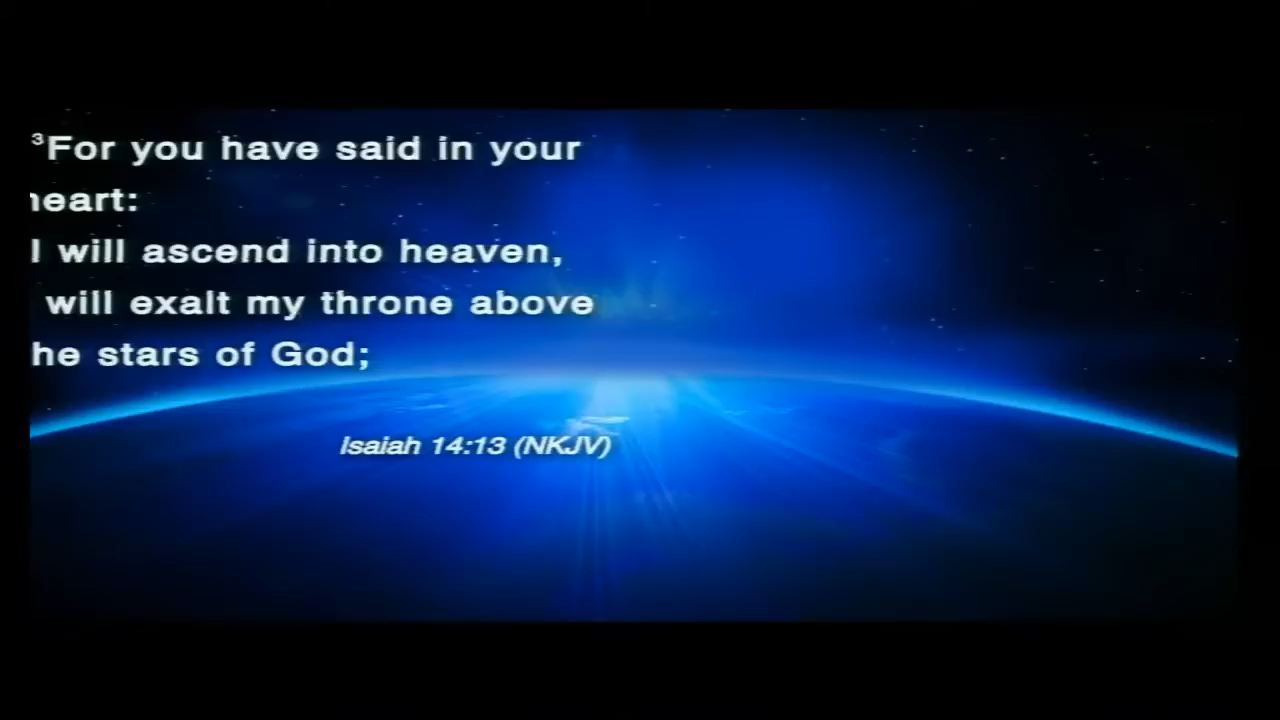 ³For you have said in your
heart:
I will ascend into heaven,
will exalt my throne above
he stars of God;
Isaiah 14:13 (NKJV)